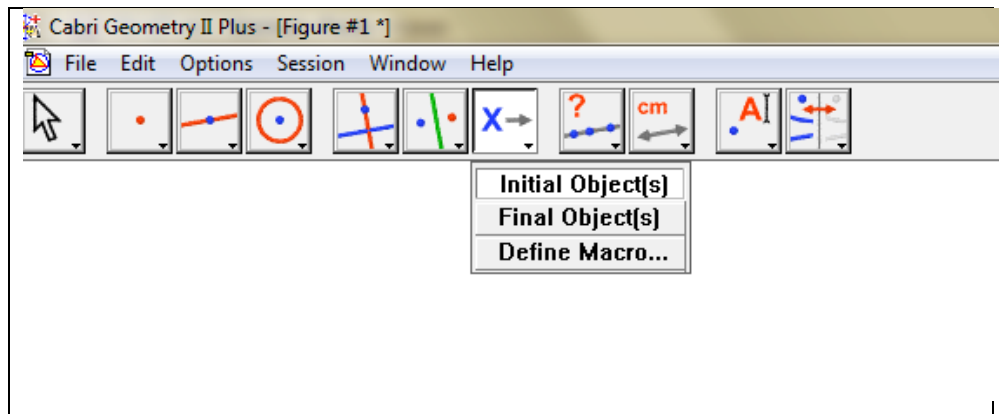 Cabri Geometry II Plus - [Figure #1 *]
File Edit Options Session Window Help
X ? cm A
Initial Object(s)
Final Object(s)
Define Macro...